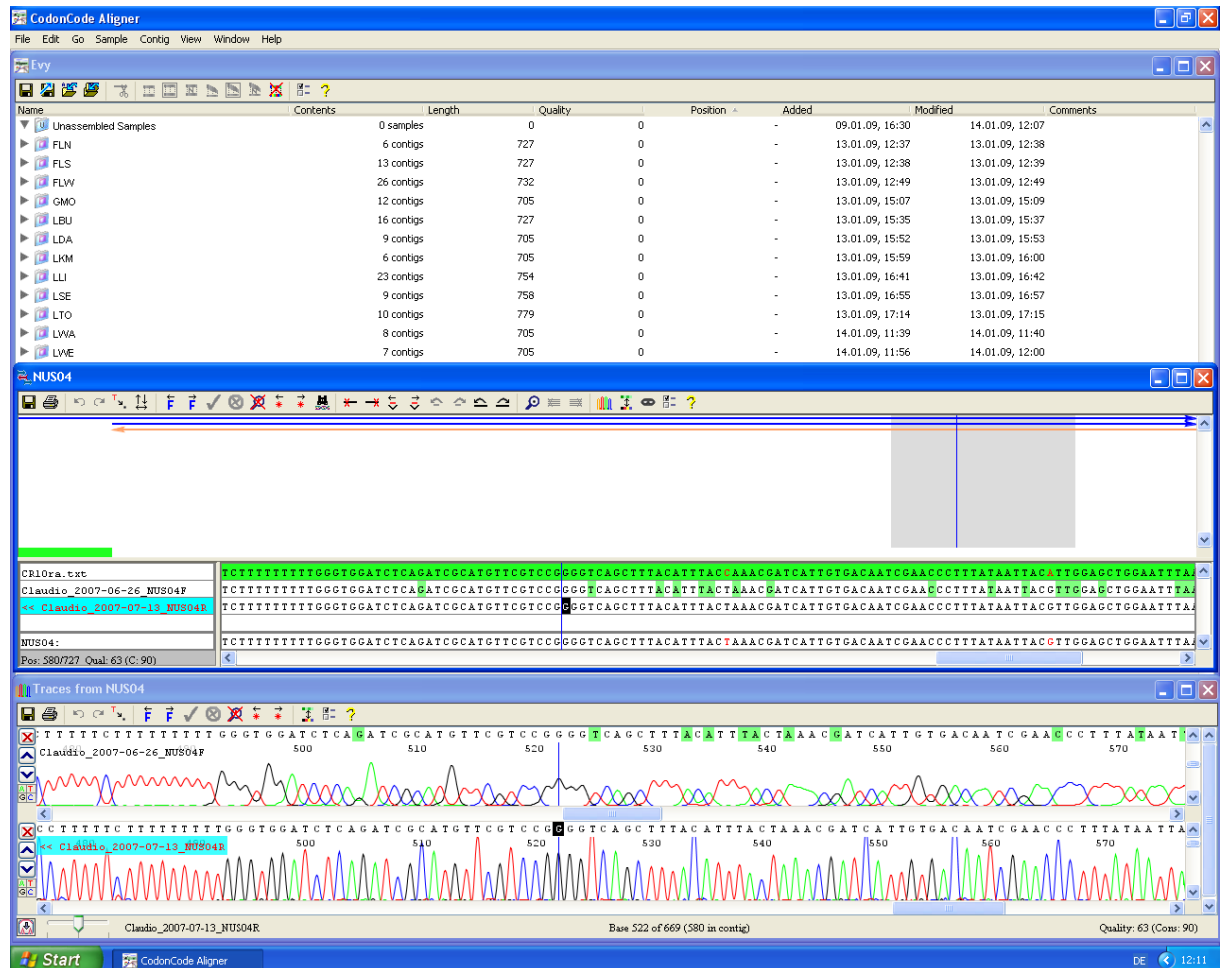 CodonCode Aligner
File Edit Go Sample Contig View Window Help
Evy
Name Contents Length Quality Position Added Modified Comments
Unassembled Samples 0 samples 0 0 - 09.01.09, 16:30 14.01.09, 12:07
FLN 6 contigs 727 0 - 13.01.09, 12:37 13.01.09, 12:38
FLS 13 contigs 727 0 - 13.01.09, 12:38 13.01.09, 12:39
FLW 26 contigs 732 0 - 13.01.09, 12:49 13.01.09, 12:49
GMO 12 contigs 705 0 - 13.01.09, 15:07 13.01.09, 15:09
LBU 16 contigs 727 0 - 13.01.09, 15:35 13.01.09, 15:37
LDA 9 contigs 705 0 - 13.01.09, 15:52 13.01.09, 15:53
LKM 6 contigs 705 0 - 13.01.09, 15:59 13.01.09, 16:00
LLI 23 contigs 754 0 - 13.01.09, 16:41 13.01.09, 16:42
LSE 9 contigs 758 0 - 13.01.09, 16:55 13.01.09, 16:57
LTO 10 contigs 779 0 - 13.01.09, 17:14 13.01.09, 17:15
LWA 8 contigs 705 0 - 14.01.09, 11:39 14.01.09, 11:40
LWE 7 contigs 705 0 - 14.01.09, 11:56 14.01.09, 12:00
NUS04
CR10ra.txt TCTTTTTTTTTGGGTGGATCTCAGATCGCATGTTCGTCCGGGGTCAGCTTTACATTTACCAAACGATCATTGTGACAATCGAACCCTTTATAATTACATTGGAGCTGGAATTTAA
Claudio_2007-06-26_NUS04F TCTTTTTTTTTGGGTGGATCTCAGATCGCATGTTCGTCCGGGGTCAGCTTTACATTTACTAAACGATCATTGTGACAATCGAACCCTTTATAATTACGTTGGAGCTGGAATTTAA
<< Claudio_2007-07-13_NUS04R TCTTTTTTTTTGGGTGGATCTCAGATCGCATGTTCGTCCGGGGTCAGCTTTACATTTACTAAACGATCATTGTGACAATCGAACCCTTTATAATTACGTTGGAGCTGGAATTTAA
NUS04: TCTTTTTTTTTGGGTGGATCTCAGATCGCATGTTCGTCCGGGGTCAGCTTTACATTTACTAAACGATCATTGTGACAATCGAACCCTTTATAATTACGTTGGAGCTGGAATTTAA
Pos: 580/727 Qual: 63 (C: 90)
Traces from NUS04
TTTTTCTTTTTTTTTGGGTGGATCTCAGATCGCATGTTCGTCCGGGGTCAGCTTTACATTTACTAAACGATCATTGTGACAATCGAACCCTTTATAAT
Claudio_2007-06-26_NUS04F 500 510 520 530 540 550 560 570
CCTTTTTCTTTTTTTTTGGGTGGATCTCAGATCGCATGTTCGTCCGGGGTCAGCTTTACATTTACTAAACGATCATTGTGACAATCGAACCCTTTATAATTA
<< Claudio_2007-07-13_NUS04R 500 510 520 530 540 550 560 570
Claudio_2007-07-13_NUS04R Base 522 of 669 (580 in contig) Quality: 63 (Cons: 90)
Start CodonCode Aligner DE 12:11